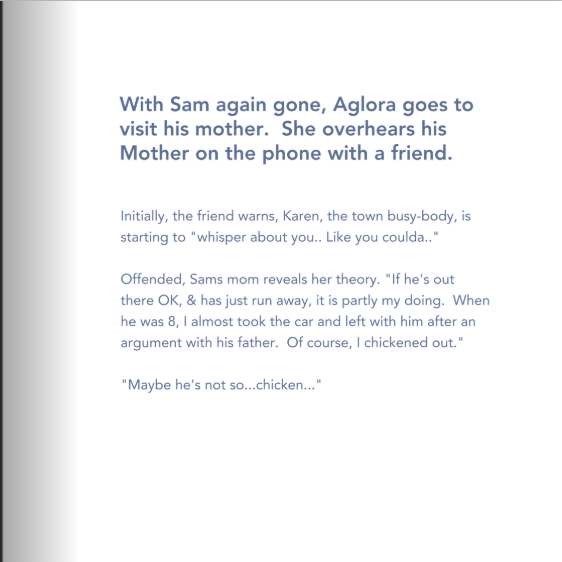 With Sam again gone, Aglora goes to
visit his mother.  She overhears his
Mother on the phone with a friend.
Initially, the friend warns, Karen, the town busy-body, is
starting to "whisper about you.. Like you coulda.."
Offended, Sams mom reveals her theory. "If he's out
there OK, & has just run away, it is partly my doing.  When
he was 8, I almost took the car and left with him after an
argument with his father.  Of course, I chickened out."
"Maybe he's not so...chicken..."